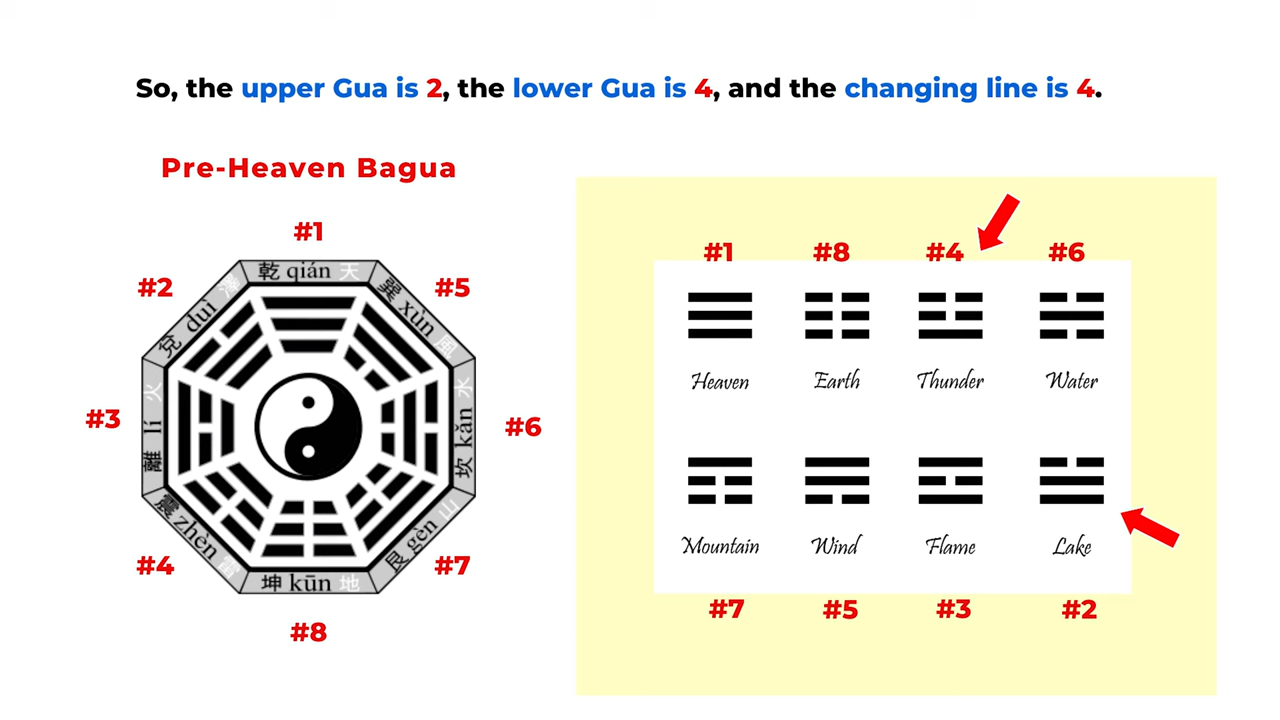 So, the upper Gua is 2, the lower Gua is 4, and the changing line is 4.
Pre-Heaven Bagua
#1
#2
#5
#3
#6
#4
#7
#8
乾 qián 天
兌 duì 澤
巽 xùn 風
離 lí 火
坎 kǎn 水
震 zhèn 雷
艮 gèn 山
坤 kūn 地
#1 #8 #4 #6
Heaven Earth Thunder Water
Mountain Wind Flame Lake
#7 #5 #3 #2